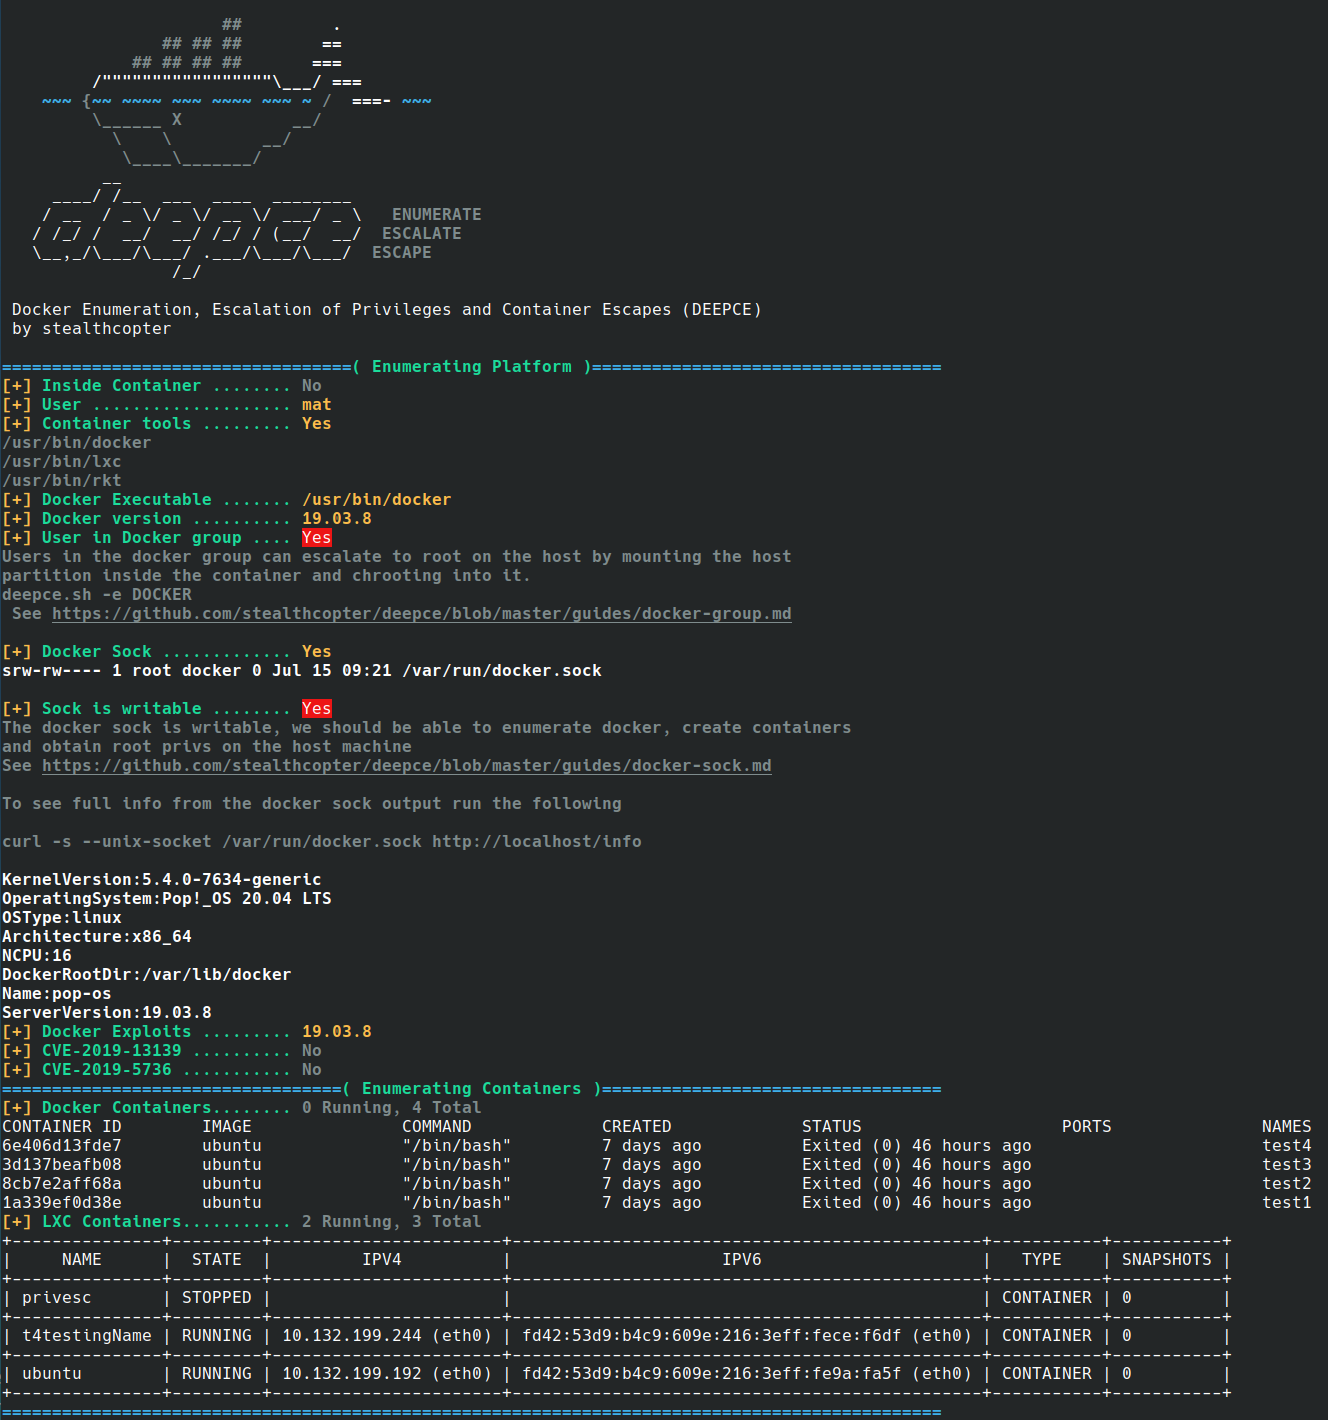 ##         .
                ## ## ##        ==
             ## ## ## ##       ===
         /"""""""""""""""""\___/ ===
    ~~~ {~~ ~~~~ ~~~ ~~~~ ~~~ ~ /  ===- ~~~
         \______ X           __/
           \    \         __/
            \____\_______/
          __
     ____/ /__  ___  ____  ________
    / __  / _ \/ _ \/ __ \/ ___/ _ \   ENUMERATE
   / /_/ /  __/  __/ /_/ / (__/  __/  ESCALATE
   \__,_/\___/\___/ .___/\___/\___/  ESCAPE
                 /_/
 Docker Enumeration, Escalation of Privileges and Container Escapes (DEEPCE)
 by stealthcopter
===================================( Enumerating Platform )===================================
[+] Inside Container ........ No
[+] User .................... mat
[+] Container tools ......... Yes
/usr/bin/docker
/usr/bin/lxc
/usr/bin/rkt
[+] Docker Executable ....... /usr/bin/docker
[+] Docker version .......... 19.03.8
[+] User in Docker group .... Yes
Users in the docker group can escalate to root on the host by mounting the host
partition inside the container and chrooting into it.
deepce.sh -e DOCKER
 See https://github.com/stealthcopter/deepce/blob/master/guides/docker-group.md
[+] Docker Sock ............. Yes
srw-rw---- 1 root docker 0 Jul 15 09:21 /var/run/docker.sock
[+] Sock is writable ........ Yes
The docker sock is writable, we should be able to enumerate docker, create containers
and obtain root privs on the host machine
See https://github.com/stealthcopter/deepce/blob/master/guides/docker-sock.md
To see full info from the docker sock output run the following
curl -s --unix-socket /var/run/docker.sock http://localhost/info
KernelVersion:5.4.0-7634-generic
OperatingSystem:Pop!_OS 20.04 LTS
OSType:linux
Architecture:x86_64
NCPU:16
DockerRootDir:/var/lib/docker
Name:pop-os
ServerVersion:19.03.8
[+] Docker Exploits ......... 19.03.8
[+] CVE-2019-13139 .......... No
[+] CVE-2019-5736 ........... No
==================================( Enumerating Containers )==================================
[+] Docker Containers........ 0 Running, 4 Total
CONTAINER ID        IMAGE               COMMAND             CREATED             STATUS                    PORTS               NAMES
6e406d13fde7        ubuntu              "/bin/bash"         7 days ago          Exited (0) 46 hours ago                       test4
3d137beafb08        ubuntu              "/bin/bash"         7 days ago          Exited (0) 46 hours ago                       test3
8cb7e2aff68a        ubuntu              "/bin/bash"         7 days ago          Exited (0) 46 hours ago                       test2
1a339ef0d38e        ubuntu              "/bin/bash"         7 days ago          Exited (0) 46 hours ago                       test1
[+] LXC Containers........... 2 Running, 3 Total
+---------------+---------+-----------------------+-----------------------------------------------+-----------+-----------+
|     NAME      |  STATE  |         IPV4          |                     IPV6                      |   TYPE    | SNAPSHOTS |
+---------------+---------+-----------------------+-----------------------------------------------+-----------+-----------+
| privesc       | STOPPED |                       |                                               | CONTAINER | 0         |
+---------------+---------+-----------------------+-----------------------------------------------+-----------+-----------+
| t4testingName | RUNNING | 10.132.199.244 (eth0) | fd42:53d9:b4c9:609e:216:3eff:fece:f6df (eth0) | CONTAINER | 0         |
+---------------+---------+-----------------------+-----------------------------------------------+-----------+-----------+
| ubuntu        | RUNNING | 10.132.199.192 (eth0) | fd42:53d9:b4c9:609e:216:3eff:fe9a:fa5f (eth0) | CONTAINER | 0         |
+---------------+---------+-----------------------+-----------------------------------------------+-----------+-----------+
==============================================================================================